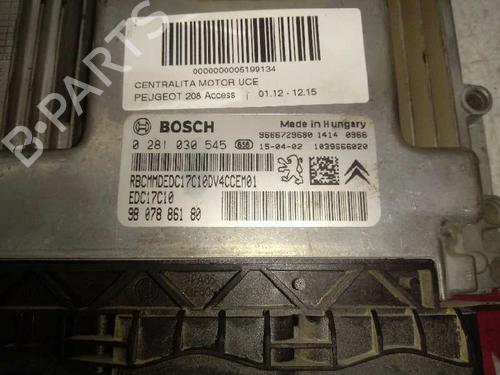 0000000005199134
CENTRALITA MOTOR UCE
PEUGEOT 208 Access | 01.12 - 12.15
BOSCH
Made in Hungary
9666729680 1414 0966
0 281 030 545 650 15-04-02 1039S66020
RBCMMDEDC17C10DV4CCEM01
EDC17C10
98 078 861 80